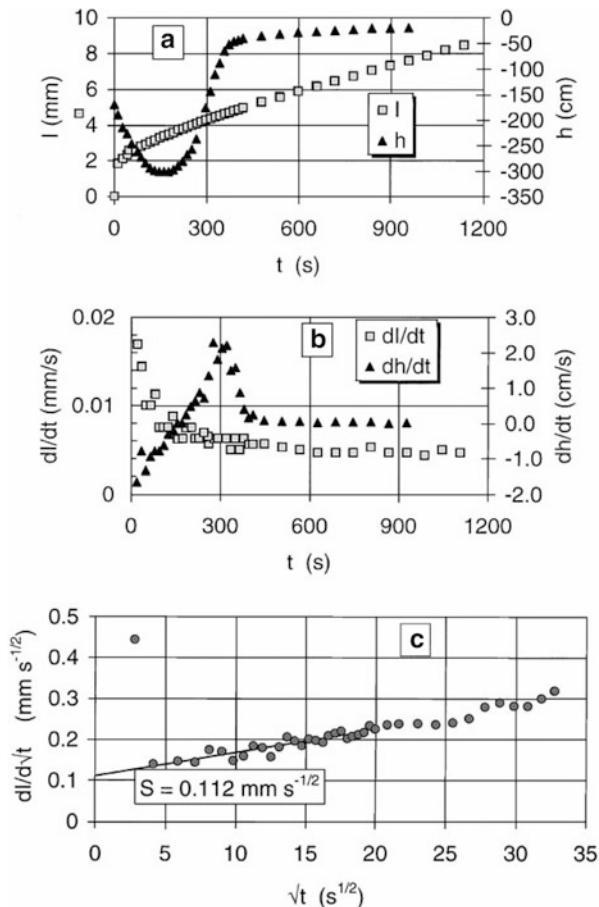 a
10
8
6
4
2
0
l (mm)
0
-50
-100
-150
-200
-250
-300
-350
h (cm)
l
h
0
300
600
900
1200
t (s)
b
0.02
0.01
0
dl/dt (mm/s)
3.0
2.0
1.0
0.0
-1.0
-2.0
dh/dt (cm/s)
dl/dt
dh/dt
0
300
600
900
1200
t (s)
c
0.5
0.4
0.3
0.2
0.1
0
dl/d√t (mm s-1/2)
S = 0.112 mm s-1/2
0
5
10
15
20
25
30
35
√t (s1/2)